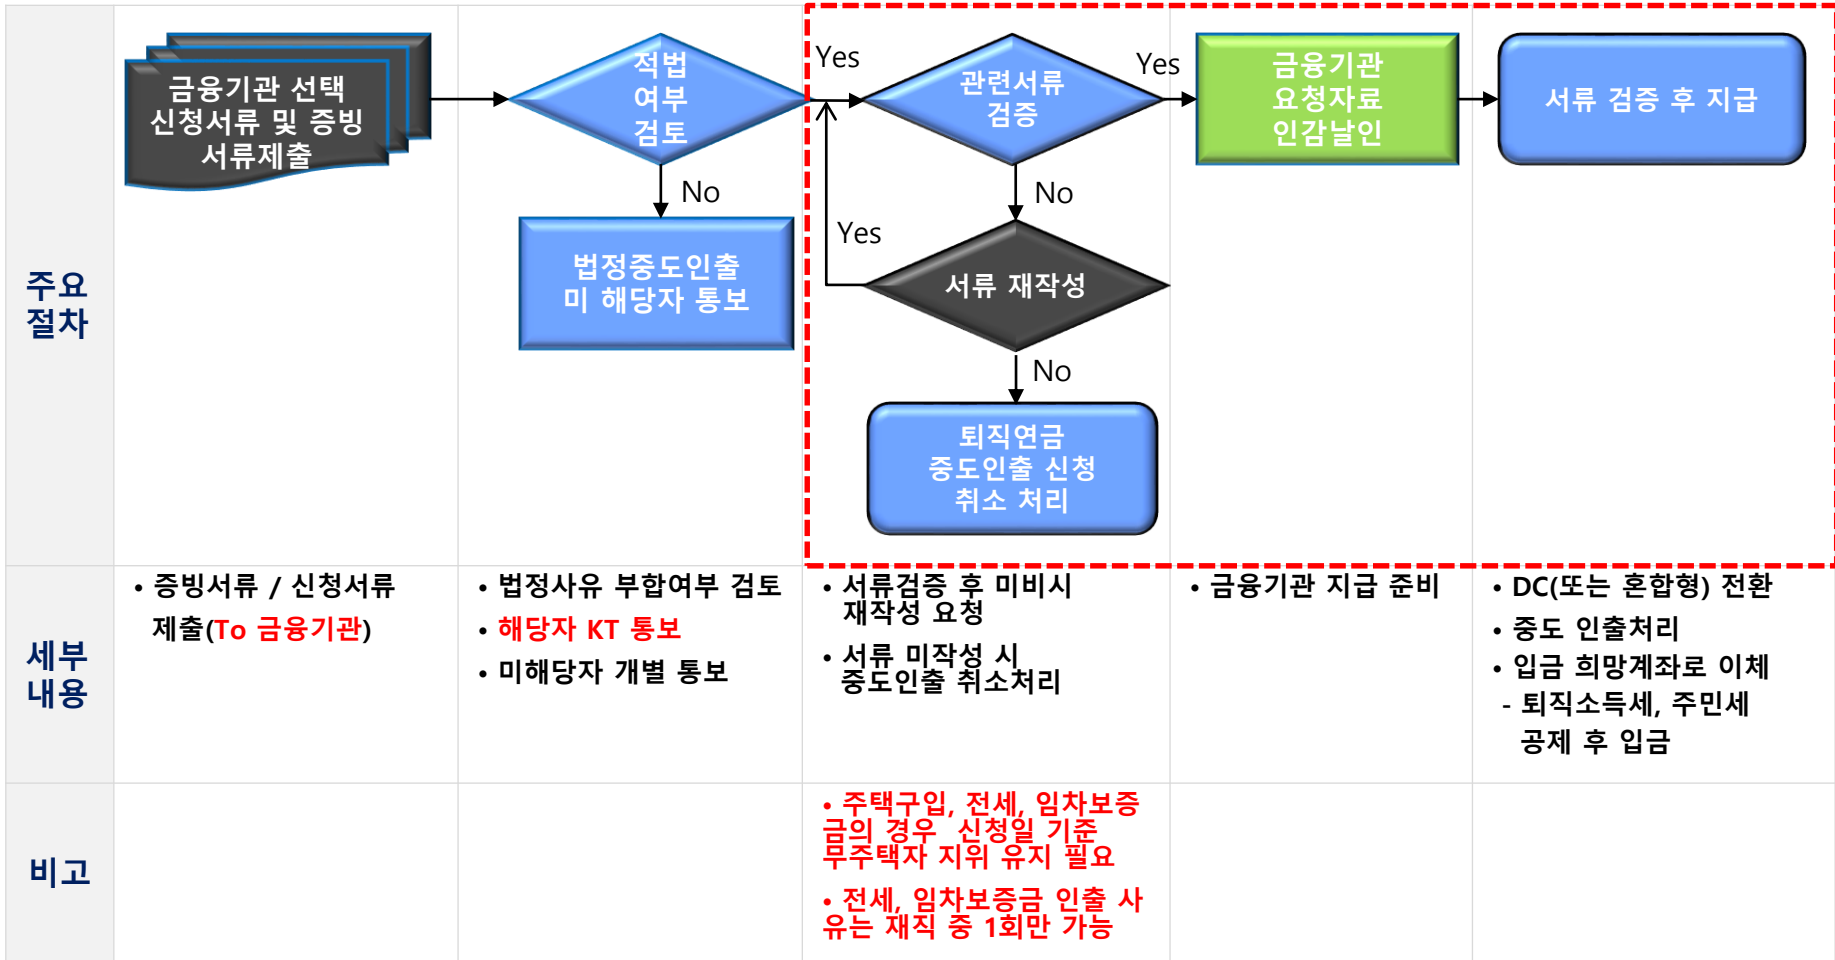 주요
절차
금융기관 선택
신청서류 및 증빙
서류제출
적법
여부
검토
Yes
No
법정중도인출
미 해당자 통보
관련서류
검증
Yes
No
Yes
서류 재작성
No
퇴직연금
중도인출 신청
취소 처리
금융기관
요청자료
인감날인
서류 검증 후 지급
세부
내용
• 증빙서류 / 신청서류
제출(To 금융기관)
• 법정사유 부합여부 검토
• 해당자 KT 통보
• 미해당자 개별 통보
• 서류검증 후 미비시
재작성 요청
• 서류 미작성 시
중도인출 취소처리
• 금융기관 지급 준비
• DC(또는 혼합형) 전환
• 중도 인출처리
• 입금 희망계좌로 이체
- 퇴직소득세, 주민세
공제 후 입금
비고
• 주택구입, 전세, 임차보증
금의 경우 신청일 기준
무주택자 지위 유지 필요
• 전세, 임차보증금 인출 사
유는 재직 중 1회만 가능